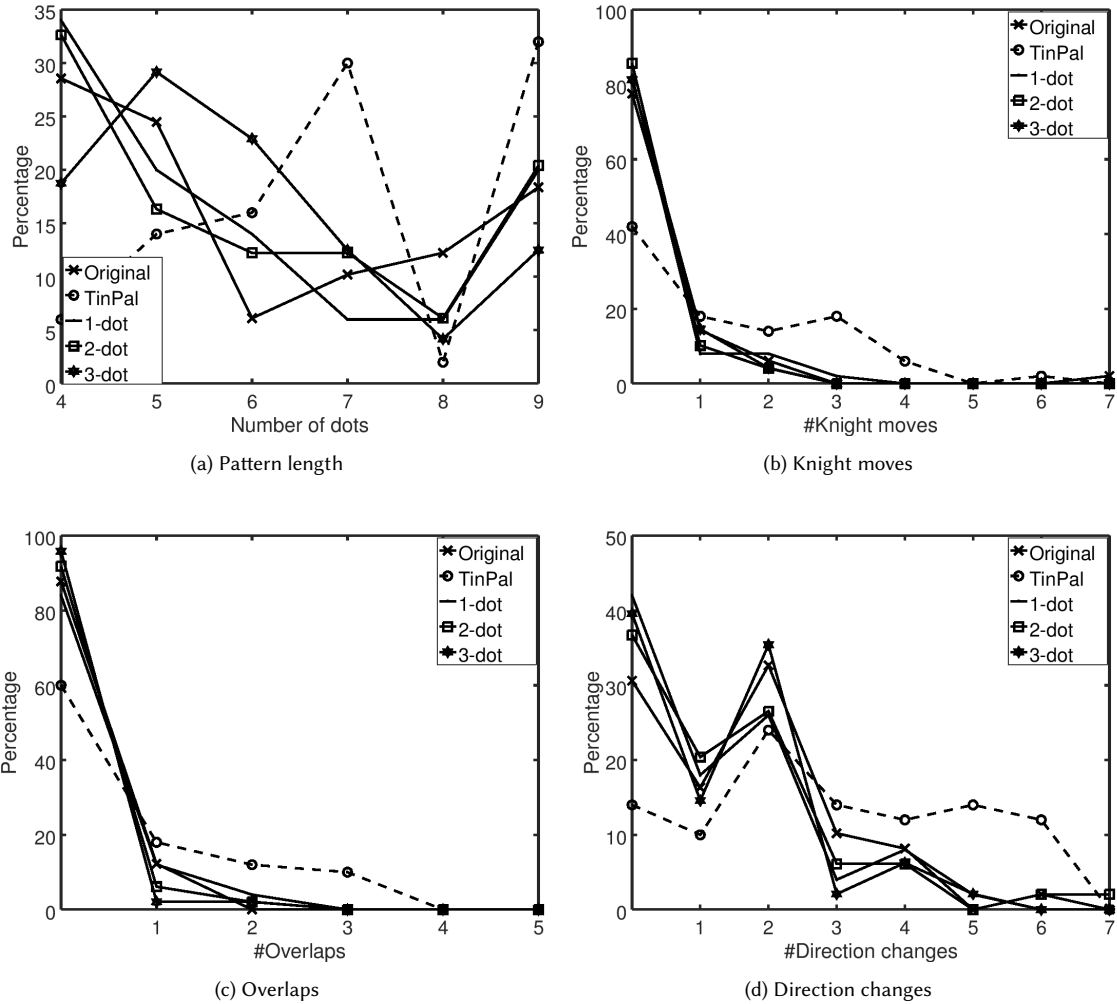 35
30
25
20
15
10
5
0
Percentage
Original
TinPal
1-dot
2-dot
3-dot
4 5 6 7 8 9
Number of dots
(a) Pattern length
100
80
60
40
20
0
Percentage
Original
TinPal
1-dot
2-dot
3-dot
1 2 3 4 5 6 7
#Knight moves
(b) Knight moves
100
80
60
40
20
0
Percentage
Original
TinPal
1-dot
2-dot
3-dot
1 2 3 4 5
#Overlaps
(c) Overlaps
50
40
30
20
10
0
Percentage
Original
TinPal
1-dot
2-dot
3-dot
1 2 3 4 5 6 7
#Direction changes
(d) Direction changes